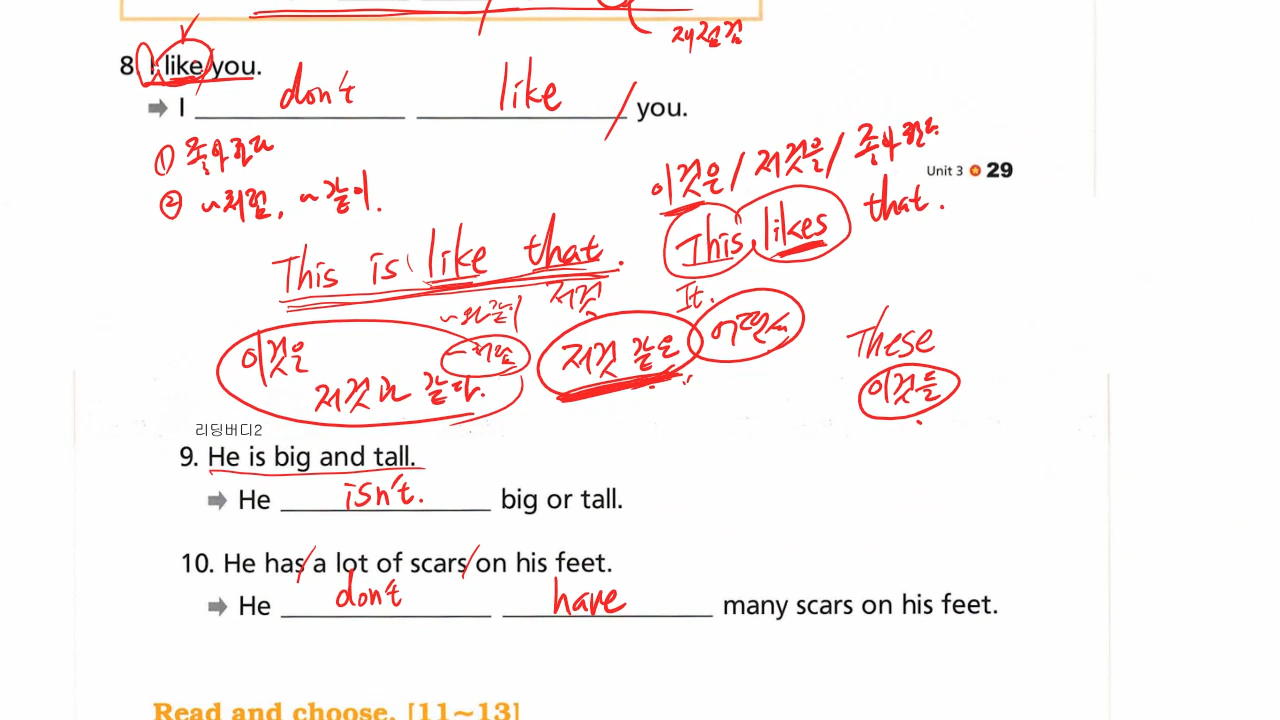 재점검
8 I like you.
➡ I don't like you.
① 좋아한다
② ~처럼, ~같이.
이것은 / 저것을 / 좋아한다.
Unit 3 29
This likes that.
This is like that.
저것
It.
~와 같이
이것은
~처럼
저것과 같다.
저것 같은
These
이것들
리딩버디2
9. He is big and tall.
➡ He isn't. big or tall.
10. He has / a lot of scars / on his feet.
➡ He don't have many scars on his feet.
Read and choose. [11~13]